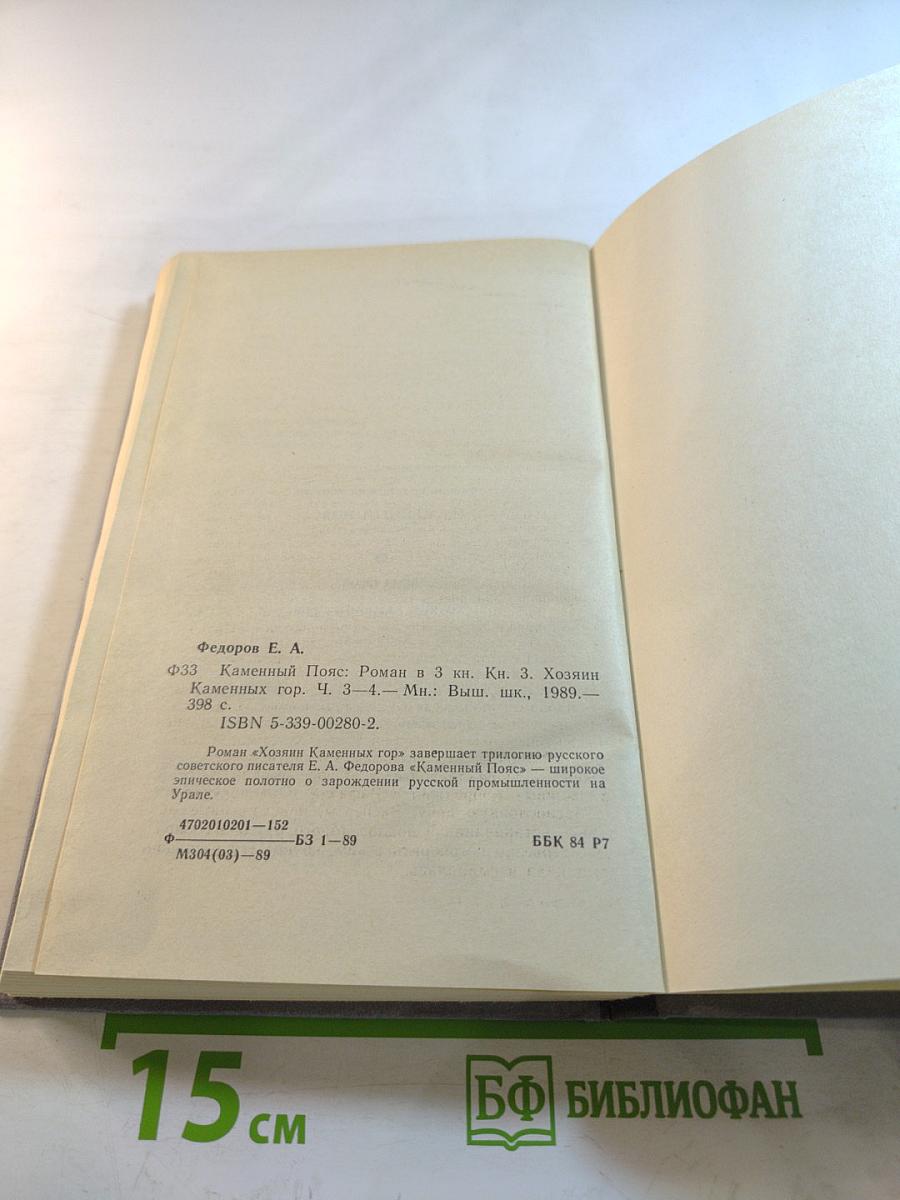 Федоров Е. А.
Ф33 Каменный Пояс: Роман в 3 кн. Кн. 3. Хозяин
Каменных гор. Ч. 3—4.— Мн.: Выш. шк., 1989.—
398 с.
ISBN 5-339-00280-2.
Роман «Хозяин Каменных гор» завершает трилогию русского
советского писателя Е. А. Федорова «Каменный Пояс» — широкое
эпическое полотно о зарождении русской промышленности на
Урале.
4702010201—152
Ф————БЗ 1—89 ББК 84 Р7
М304(03)—89
15 см
БФ БИБЛИОФАН